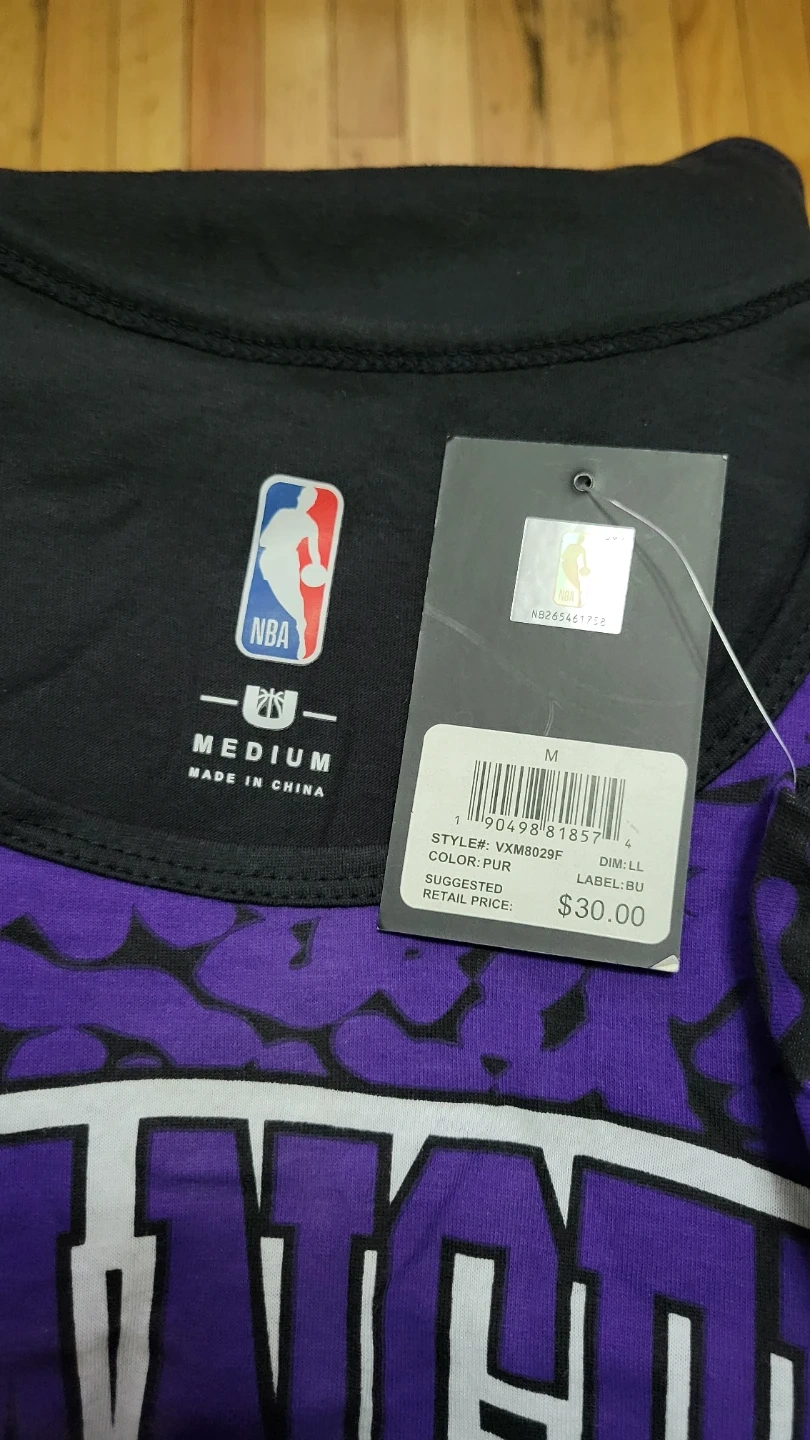 NBA
MEDIUM
MADE IN CHINA
NBA
NB265461758
M
1 90498 81857 4
STYLE#: VXM8029F
DIM:LL
COLOR:PUR
LABEL:BU
SUGGESTED
RETAIL PRICE:
$30.00